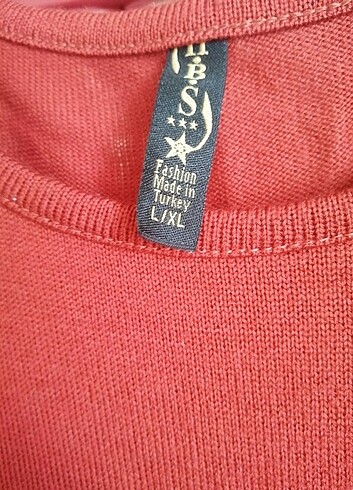 H·B·S
★★★
Fashion
Made in
Turkey
L/XL